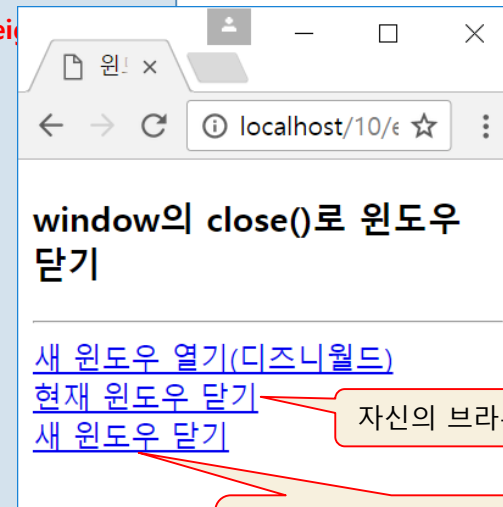 윈
localhost/10/e
window의 close()로 윈도우
닫기
새 윈도우 열기(디즈니월드)
현재 윈도우 닫기
자신의
새 윈도우 닫기